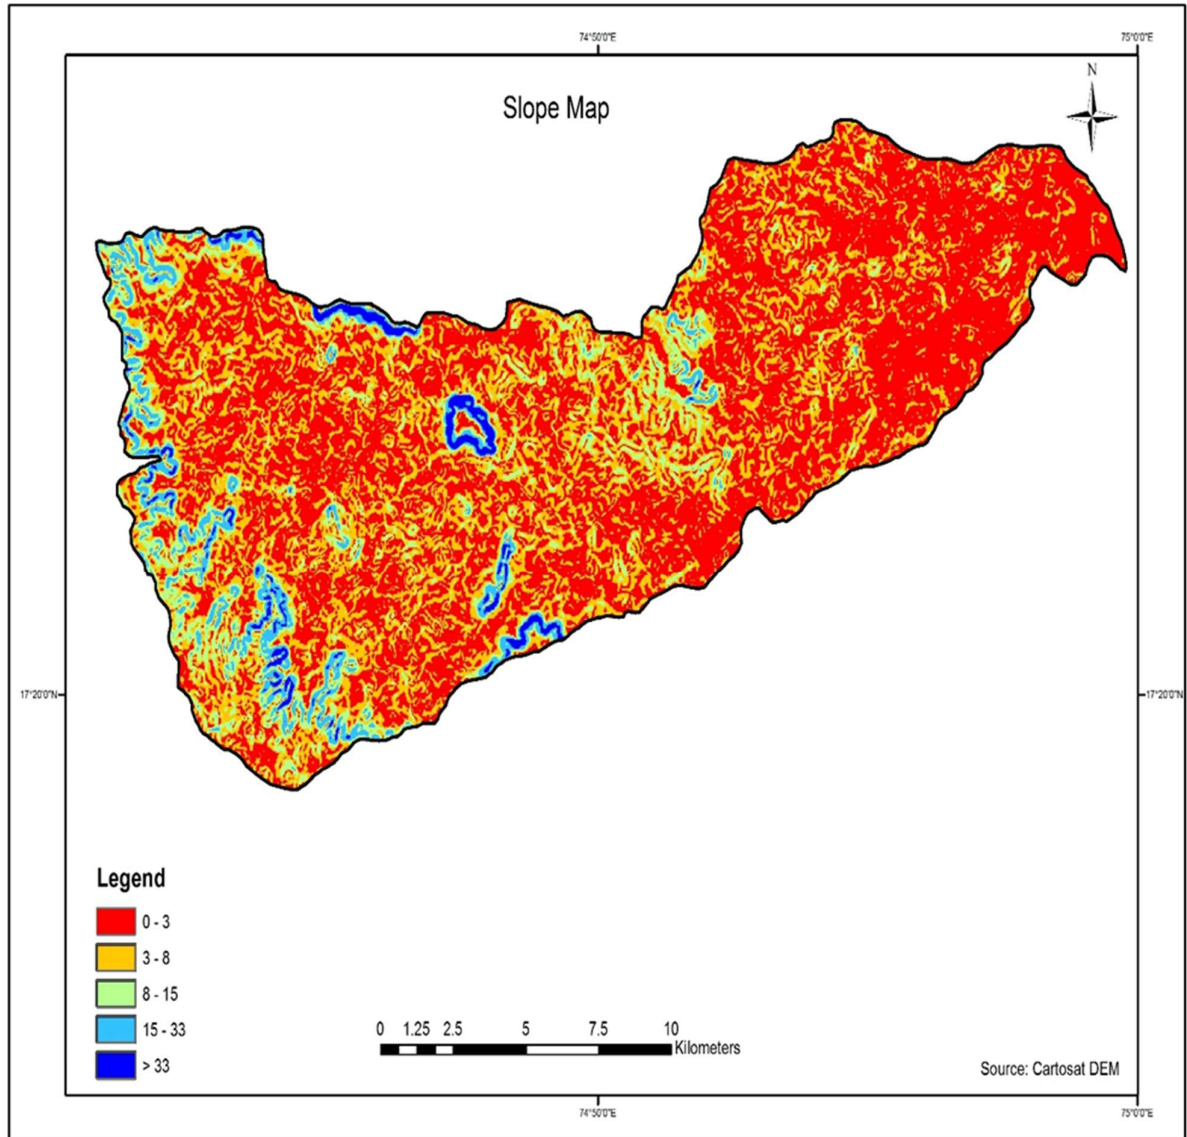 74°50'0"E
75°0'0"E
N
Slope Map
17°20'0"N
17°20'0"N
Legend
0 - 3
3 - 8
8 - 15
15 - 33
> 33
0 1.25 2.5 5 7.5 10
Kilometers
Source: Cartosat DEM
74°50'0"E
75°0'0"E